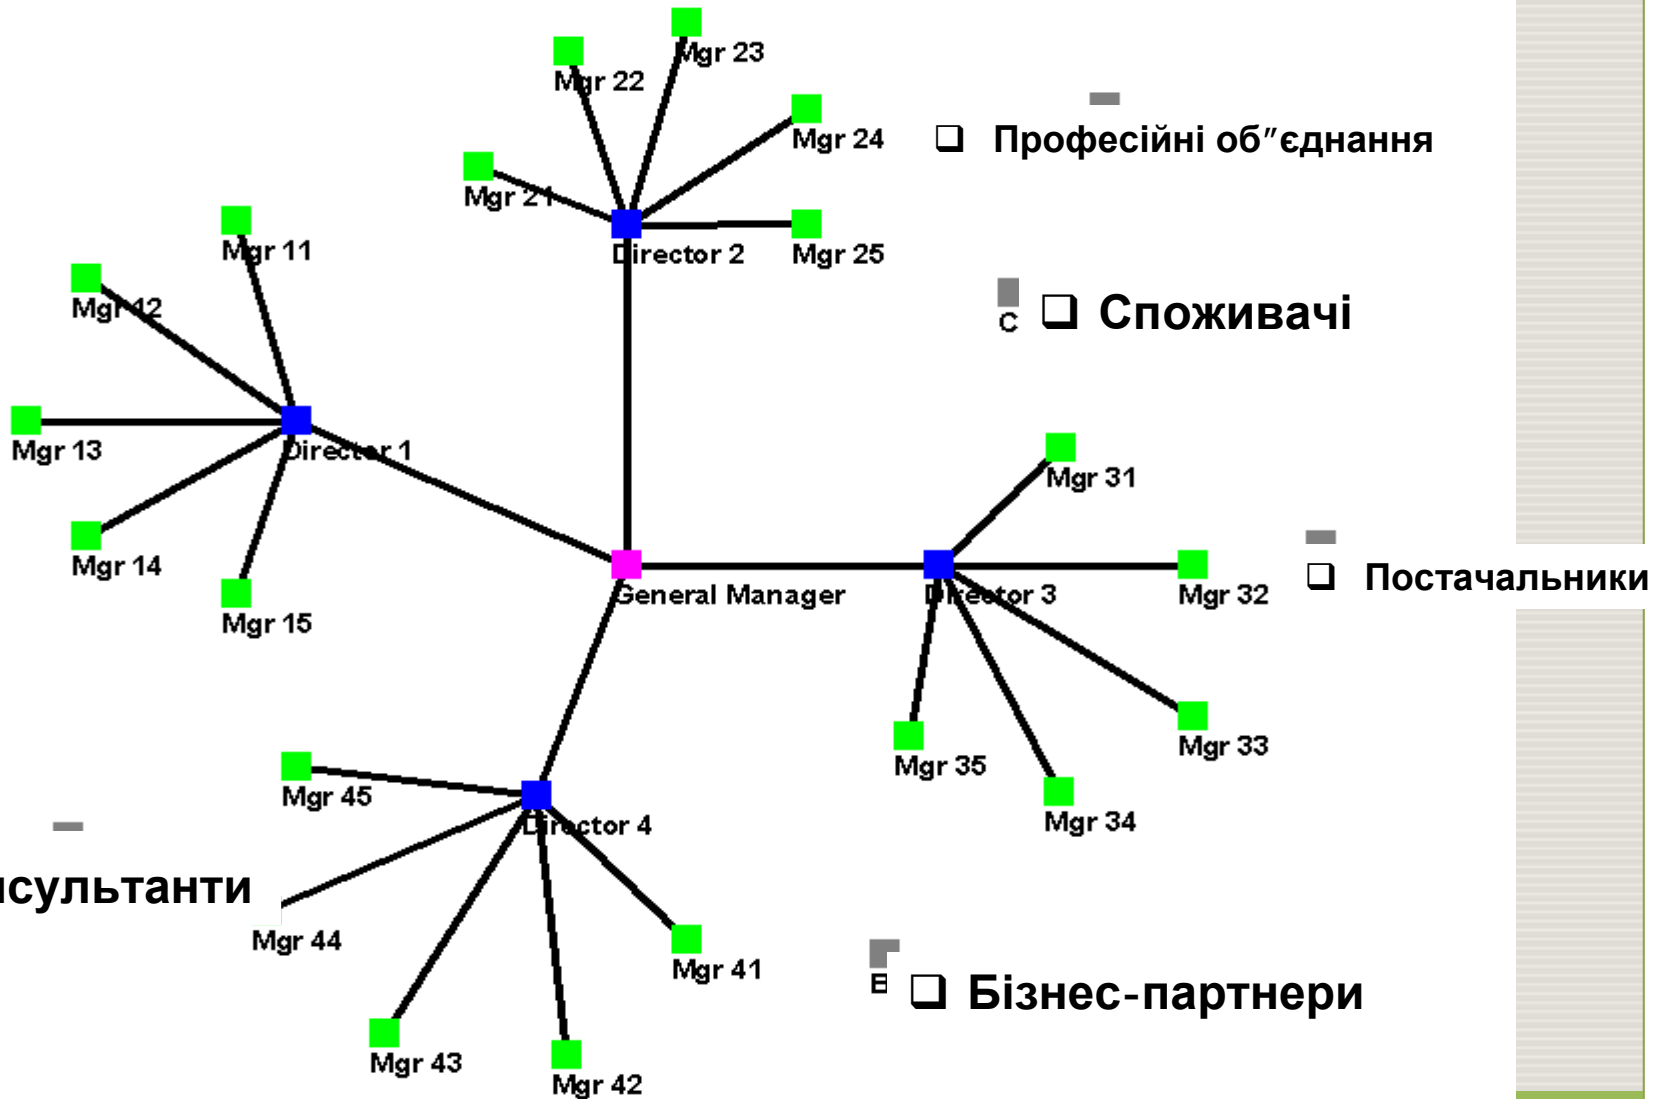 Mgr 23
Mgr 22
Mgr 24
❑ Професійні об"єднання
Mgr 21
Mgr 11
Director 2
Mgr 25
Mgr 12
C
❑ Споживачі
Mgr 13
Director 1
Mgr 31
Mgr 14
General Manager
Director 3
Mgr 32
❑ Постачальники
Mgr 15
Mgr 33
Mgr 35
Mgr 45
Mgr 34
Director 4
сультанти
Mgr 44
Mgr 41
❑ Бізнес-партнери
Mgr 43
Mgr 42